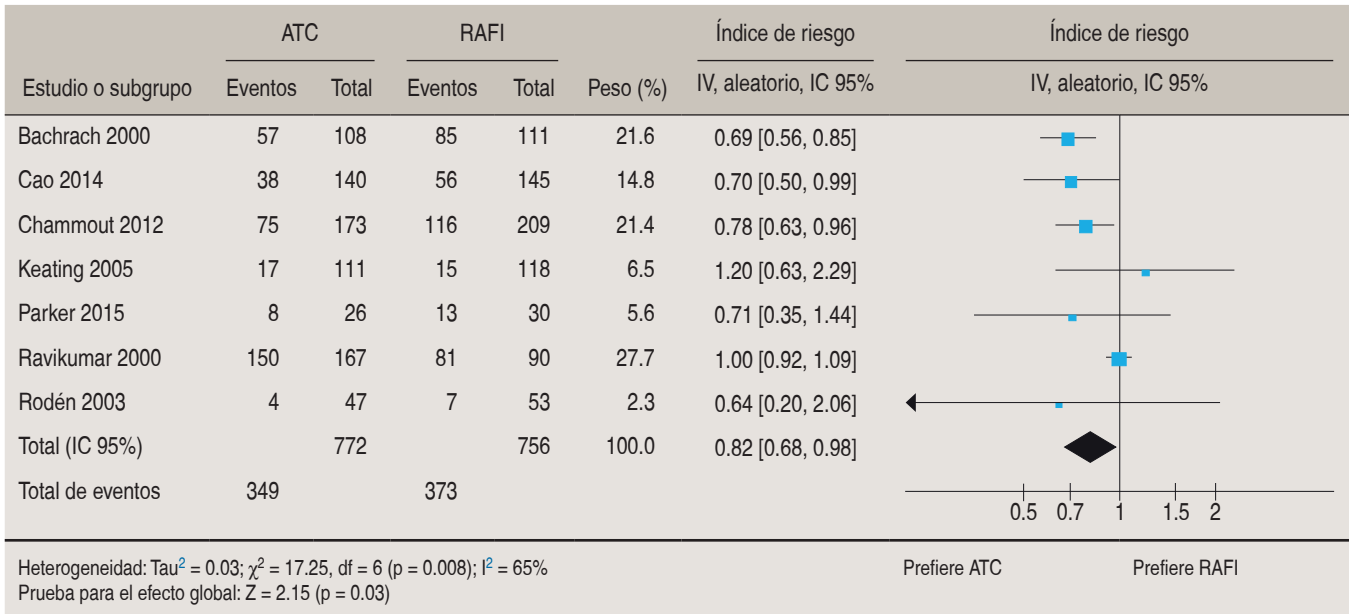 ATC RAFI Índice de riesgo Índice de riesgo
Estudio o subgrupo Eventos Total Eventos Total Peso (%) IV, aleatorio, IC 95% IV, aleatorio, IC 95%
Bachrach 2000 57 108 85 111 21.6 0.69 [0.56, 0.85]
Cao 2014 38 140 56 145 14.8 0.70 [0.50, 0.99]
Chammout 2012 75 173 116 209 21.4 0.78 [0.63, 0.96]
Keating 2005 17 111 15 118 6.5 1.20 [0.63, 2.29]
Parker 2015 8 26 13 30 5.6 0.71 [0.35, 1.44]
Ravikumar 2000 150 167 81 90 27.7 1.00 [0.92, 1.09]
Rodén 2003 4 47 7 53 2.3 0.64 [0.20, 2.06]
Total (IC 95%) 772 756 100.0 0.82 [0.68, 0.98]
Total de eventos 349 373
0.5 0.7 1 1.5 2
Heterogeneidad: Tau² = 0.03; χ² = 17.25, df = 6 (p = 0.008); I² = 65% Prefiere ATC Prefiere RAFI
Prueba para el efecto global: Z = 2.15 (p = 0.03)